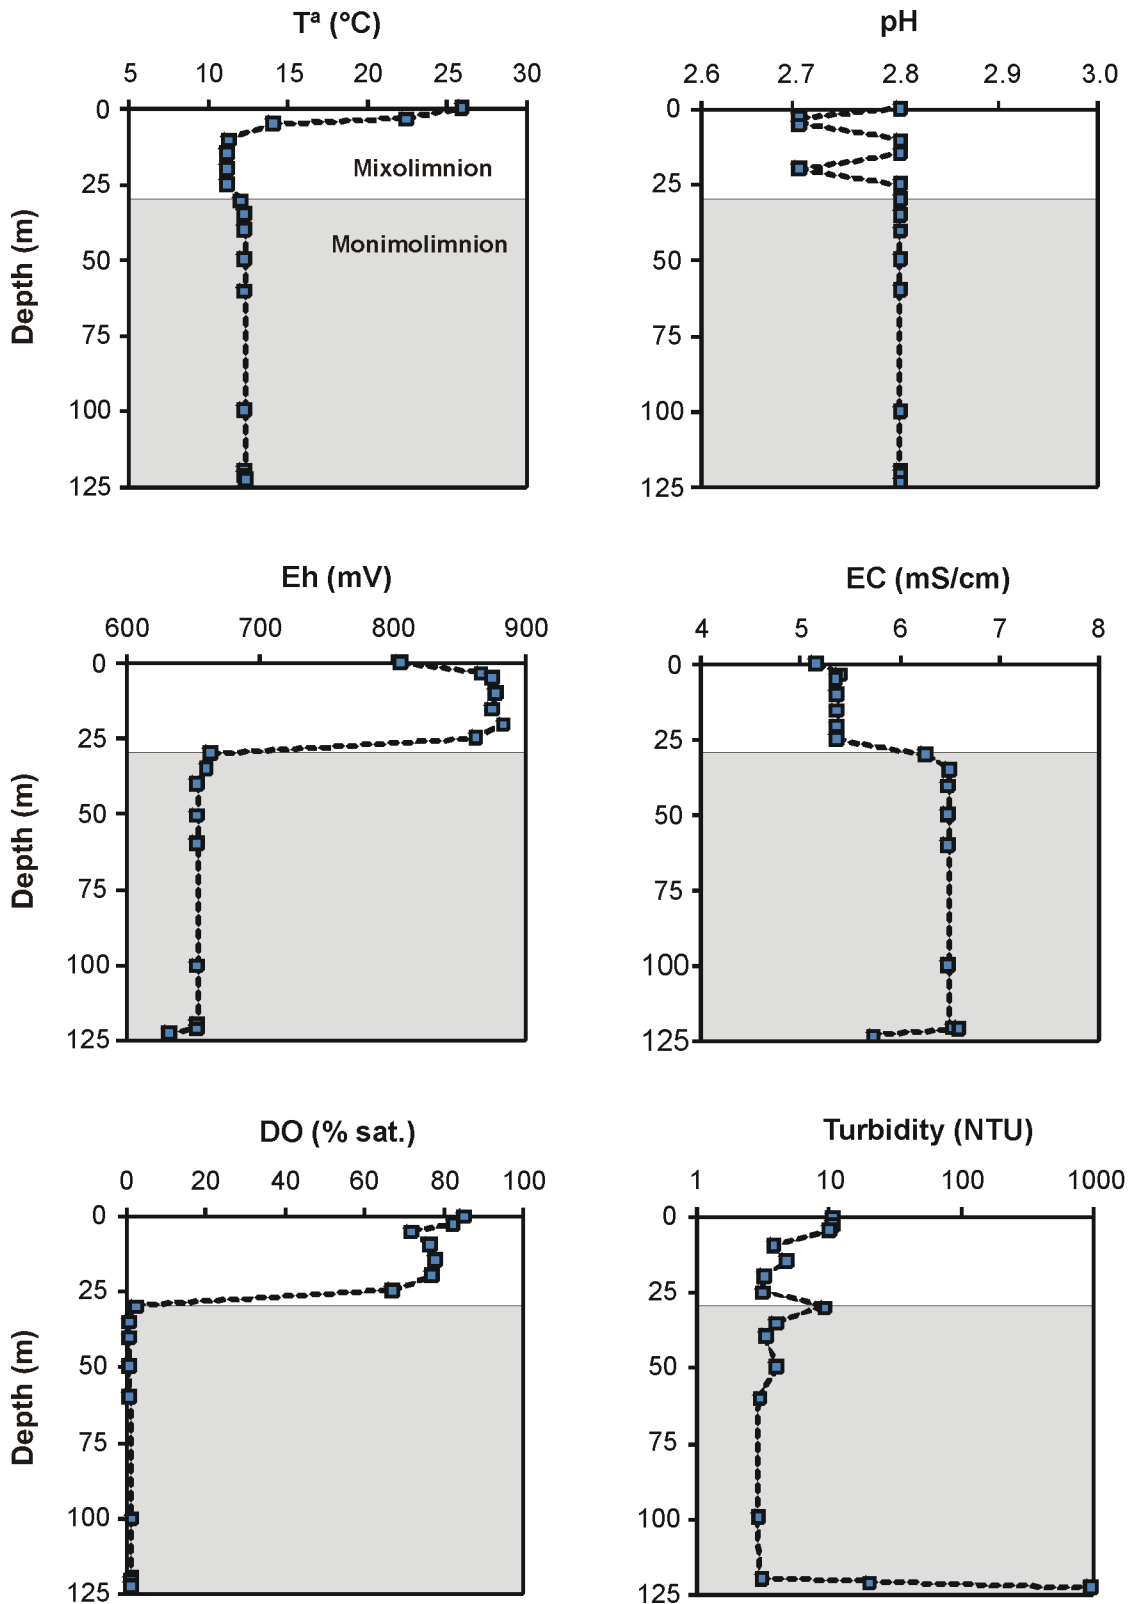 Tª (°C)
5 10 15 20 25 30
0
25
50
75
100
125
Depth (m)
Mixolimnion
Monimolimnion
pH
2.6 2.7 2.8 2.9 3.0
0
25
50
75
100
125
Eh (mV)
600 700 800 900
0
25
50
75
100
125
Depth (m)
EC (mS/cm)
4 5 6 7 8
0
25
50
75
100
125
DO (% sat.)
0 20 40 60 80 100
0
25
50
75
100
125
Depth (m)
Turbidity (NTU)
1 10 100 1000
0
25
50
75
100
125